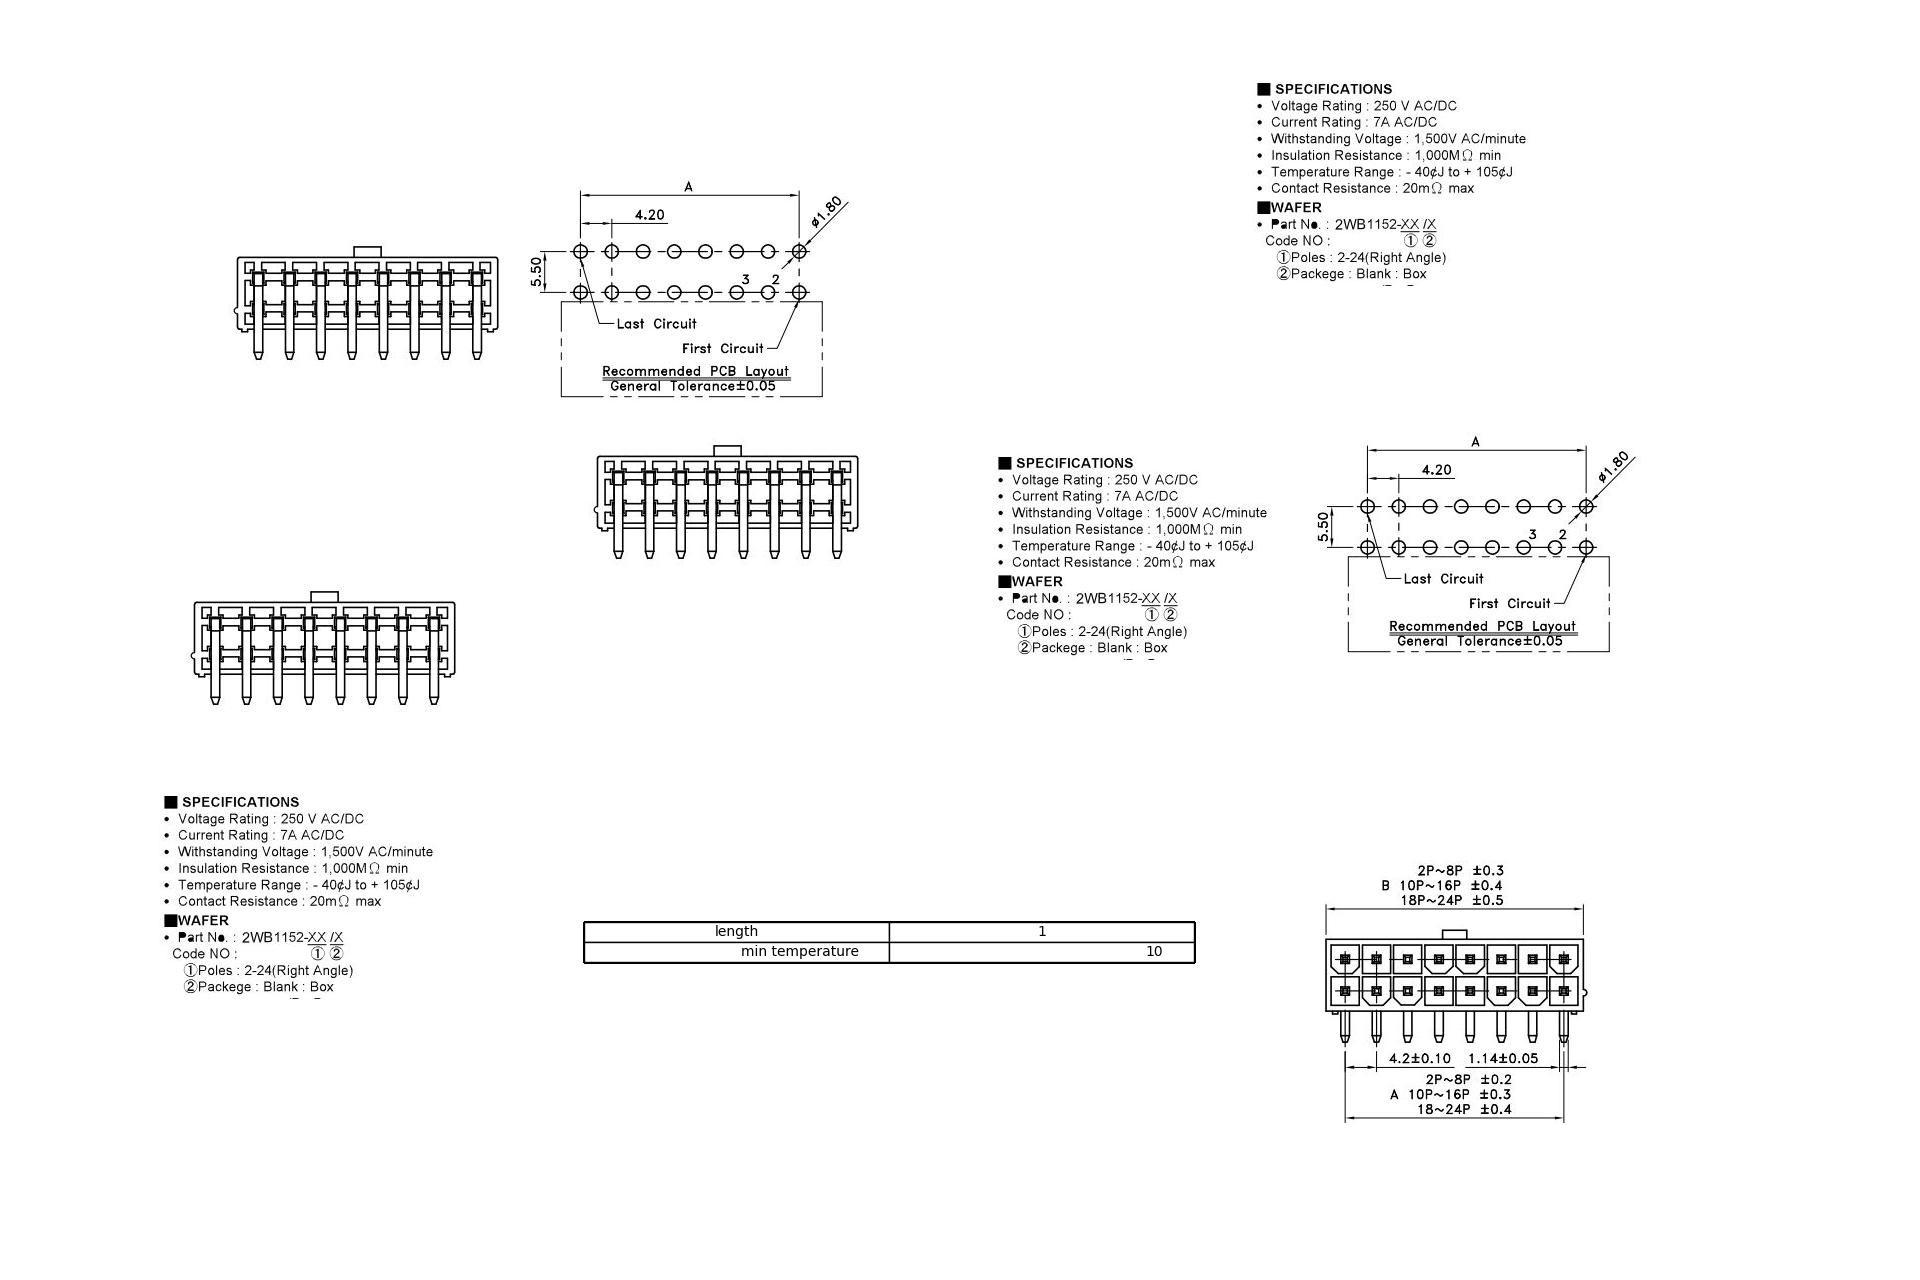 ■ SPECIFICATIONS
• Voltage Rating : 250 V AC/DC
• Current Rating : 7A AC/DC
• Withstanding Voltage : 1,500V AC/minute
• Insulation Resistance : 1,000MΩ min
• Temperature Range : - 40¢J to + 105¢J
• Contact Resistance : 20mΩ max
■WAFER
• Part No. : 2WB1152-XX /X
Code NO : ① ②
①Poles : 2-24(Right Angle)
②Packege : Blank : Box
A
4.20
ø1.80
5.50
3 2
Last Circuit
First Circuit
Recommended PCB Layout
General Tolerance±0.05
■ SPECIFICATIONS
• Voltage Rating : 250 V AC/DC
• Current Rating : 7A AC/DC
• Withstanding Voltage : 1,500V AC/minute
• Insulation Resistance : 1,000MΩ min
• Temperature Range : - 40¢J to + 105¢J
• Contact Resistance : 20mΩ max
■WAFER
• Part No. : 2WB1152-XX /X
Code NO : ① ②
①Poles : 2-24(Right Angle)
②Packege : Blank : Box
A
4.20
ø1.80
5.50
3 2
Last Circuit
First Circuit
Recommended PCB Layout
General Tolerance±0.05
■ SPECIFICATIONS
• Voltage Rating : 250 V AC/DC
• Current Rating : 7A AC/DC
• Withstanding Voltage : 1,500V AC/minute
• Insulation Resistance : 1,000MΩ min
• Temperature Range : - 40¢J to + 105¢J
• Contact Resistance : 20mΩ max
■WAFER
• Part No. : 2WB1152-XX /X
Code NO : ① ②
①Poles : 2-24(Right Angle)
②Packege : Blank : Box
length 1
min temperature 10
2P~8P ±0.3
B 10P~16P ±0.4
18P~24P ±0.5
4.2±0.10 1.14±0.05
2P~8P ±0.2
A 10P~16P ±0.3
18~24P ±0.4